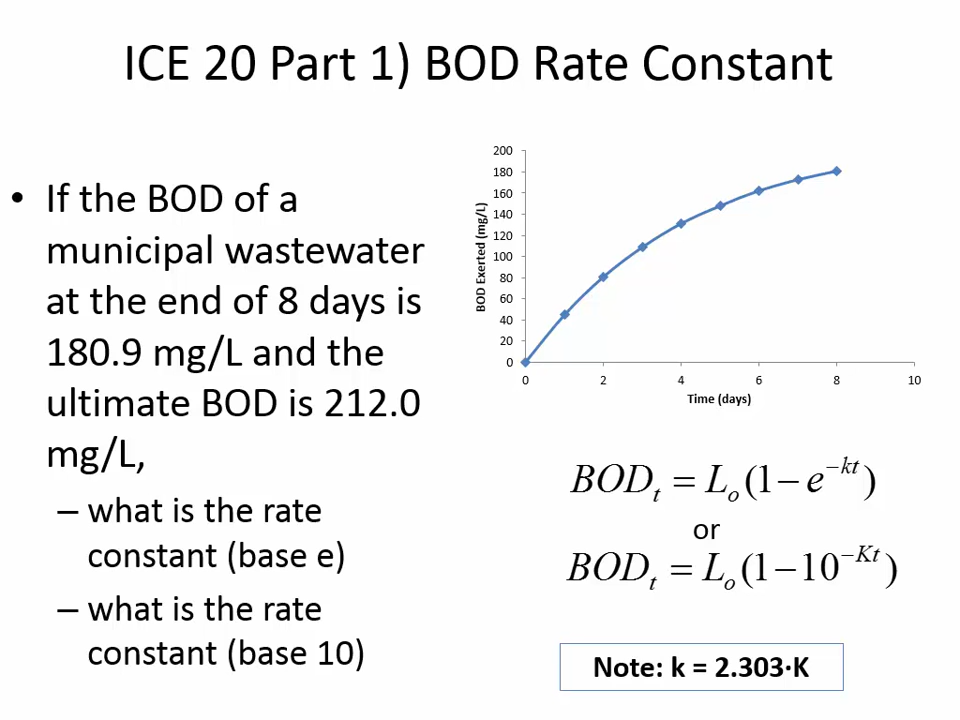 ICE 20 Part 1) BOD Rate Constant
• If the BOD of a
municipal wastewater
at the end of 8 days is
180.9 mg/L and the
ultimate BOD is 212.0
mg/L,
– what is the rate
constant (base e)
– what is the rate
constant (base 10)
BOD Exerted (mg/L)
200
180
160
140
120
100
80
60
40
20
0
0 2 4 6 8 10
Time (days)
BOD_t = L_o(1−e^{−kt})
or
BOD_t = L_o(1−10^{−Kt})
Note: k = 2.303·K